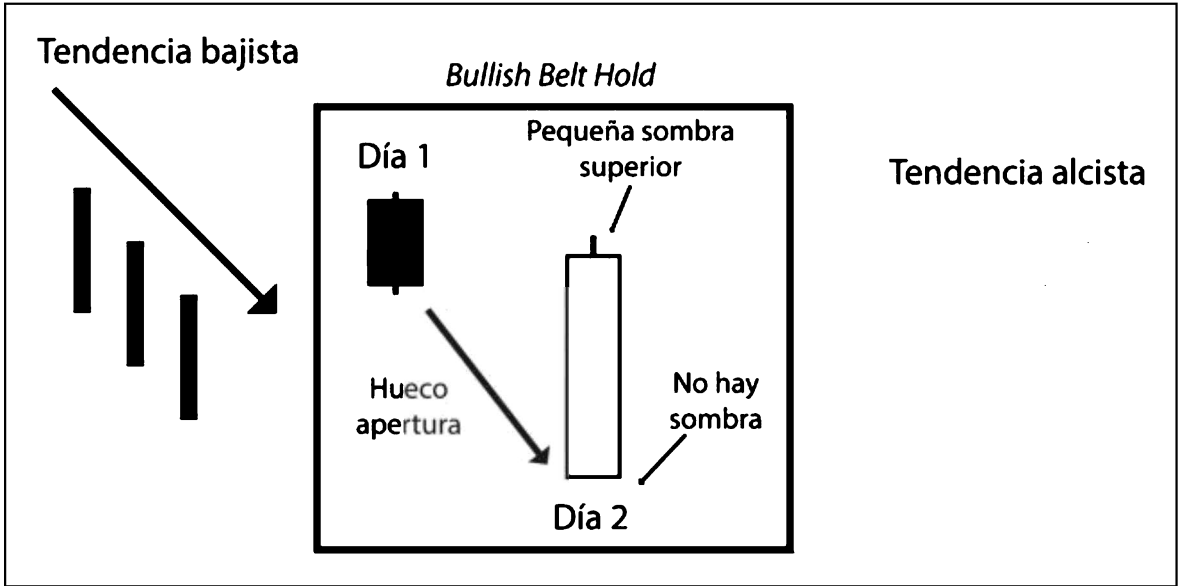 Tendencia bajista
Bullish Belt Hold
Día 1
Pequeña sombra
superior
Tendencia alcista
Hueco
apertura
No hay
sombra
Día 2